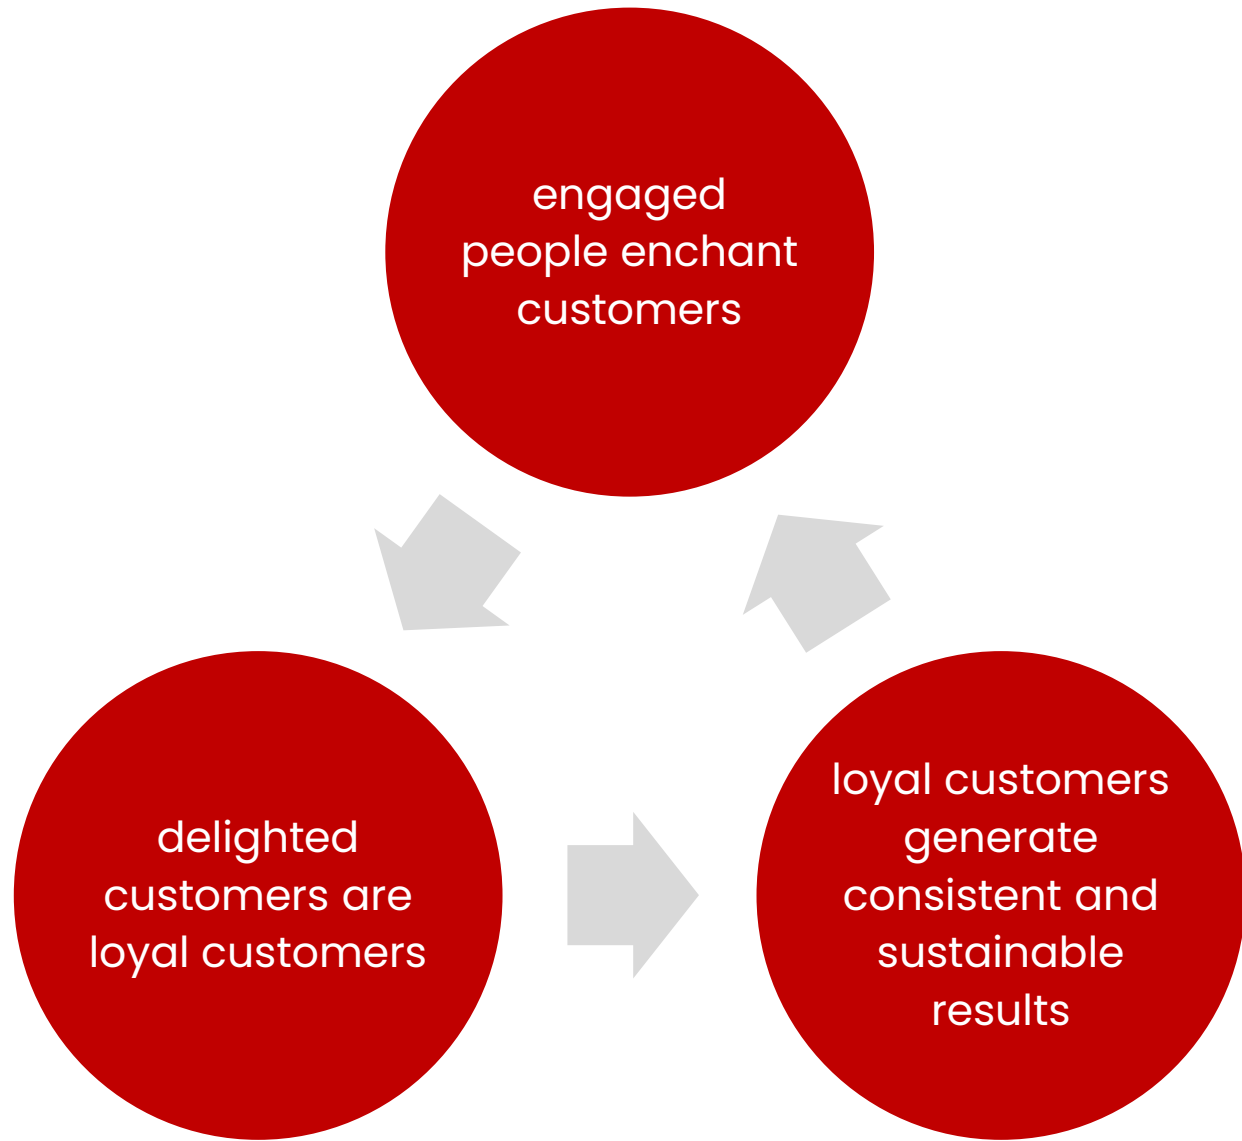 engaged
people enchant
customers
delighted
customers are
loyal customers
loyal customers
generate
consistent and
sustainable
results